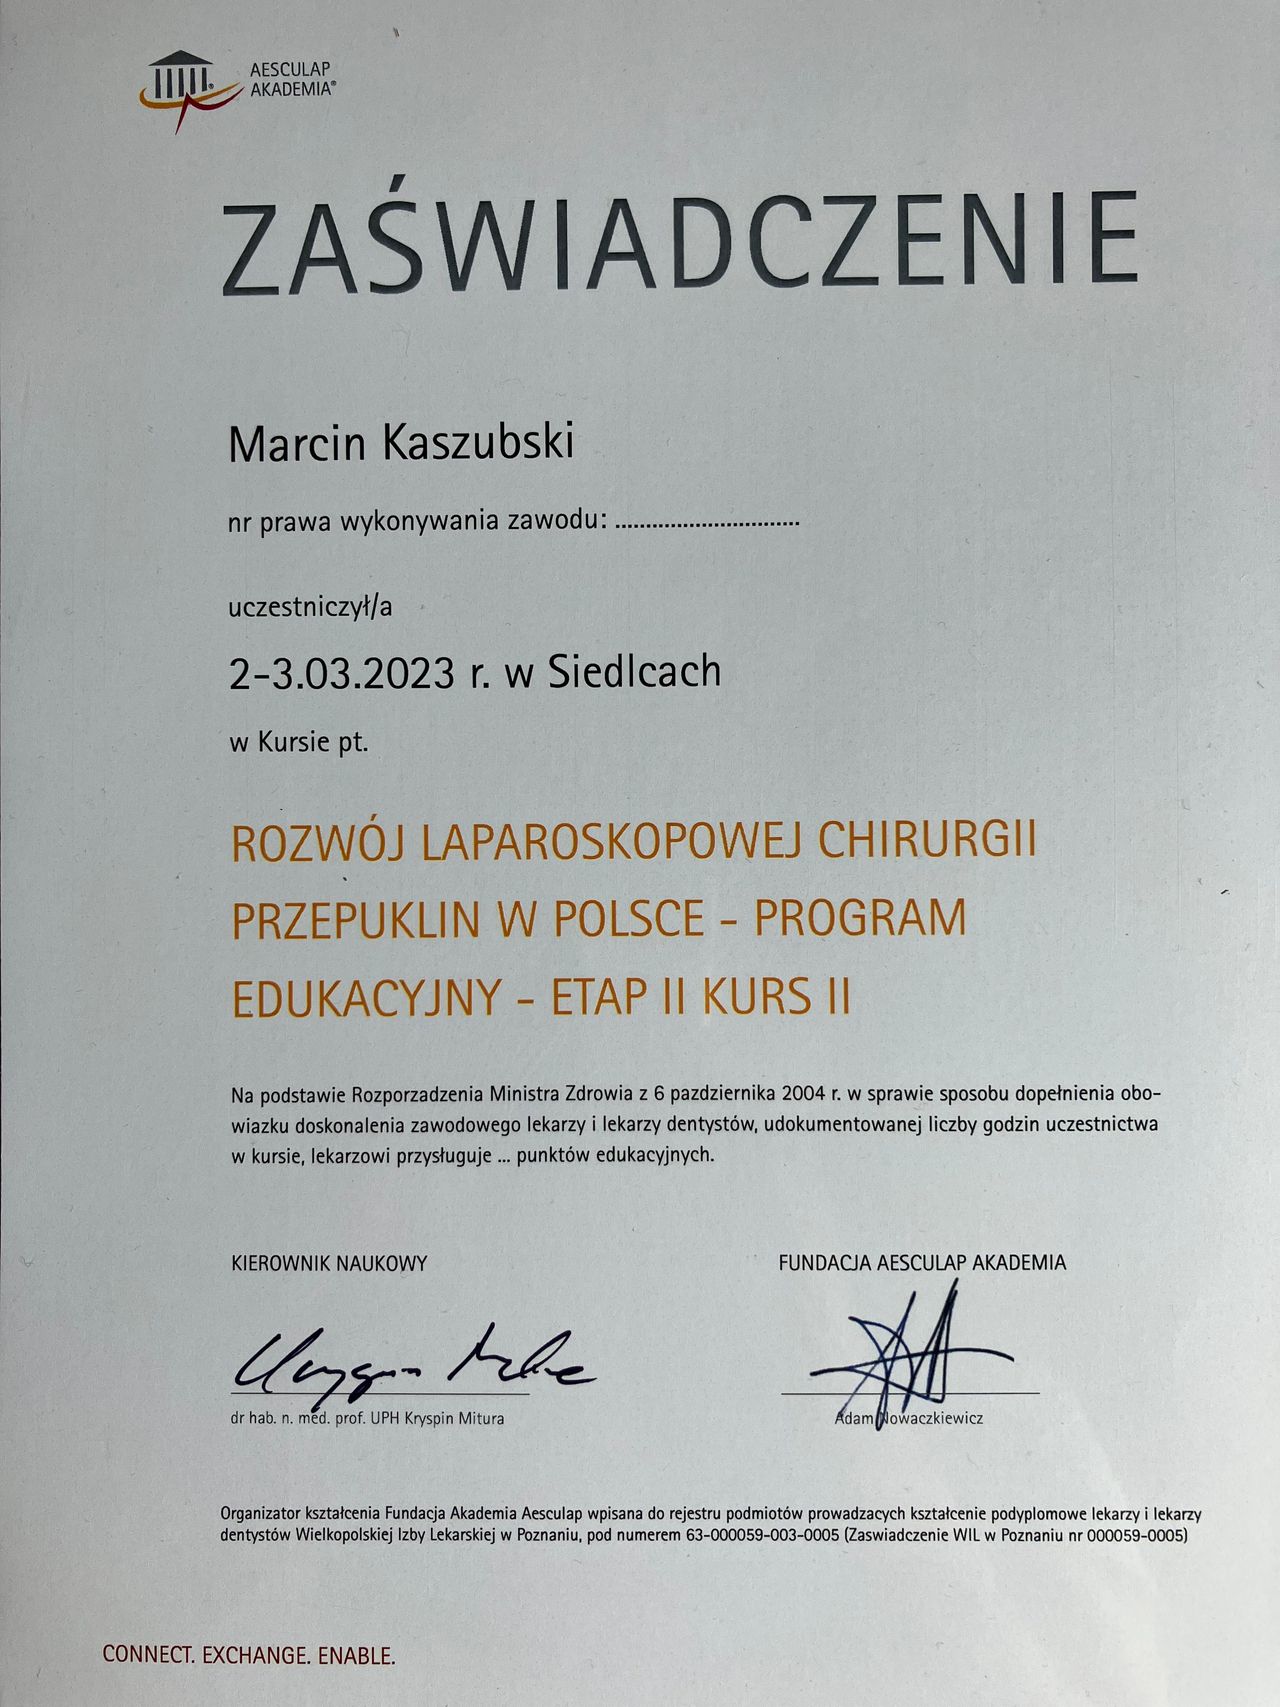 AESCULAP
AKADEMIA®
ZAŚWIADCZENIE
Marcin Kaszubski
nr prawa wykonywania zawodu: ..............................
uczestniczył/a
2-3.03.2023 r. w Siedlcach
w Kursie pt.
ROZWÓJ LAPAROSKOPOWEJ CHIRURGII
PRZEPUKLIN W POLSCE - PROGRAM
EDUKACYJNY - ETAP II KURS II
Na podstawie Rozporzadzenia Ministra Zdrowia z 6 pazdziernika 2004 r. w sprawie sposobu dopełnienia obo-
wiazku doskonalenia zawodowego lekarzy i lekarzy dentystów, udokumentowanej liczby godzin uczestnictwa
w kursie, lekarzowi przysługuje ... punktów edukacyjnych.
KIEROWNIK NAUKOWY
FUNDACJA AESCULAP AKADEMIA
dr hab. n. med. prof. UPH Kryspin Mitura
Adam Nowaczkiewicz
Organizator kształcenia Fundacja Akademia Aesculap wpisana do rejestru podmiotów prowadzacych kształcenie podyplomowe lekarzy i lekarzy
dentystów Wielkopolskiej Izby Lekarskiej w Poznaniu, pod numerem 63-000059-003-0005 (Zaswiadczenie WIL w Poznaniu nr 000059-0005)
CONNECT. EXCHANGE. ENABLE.